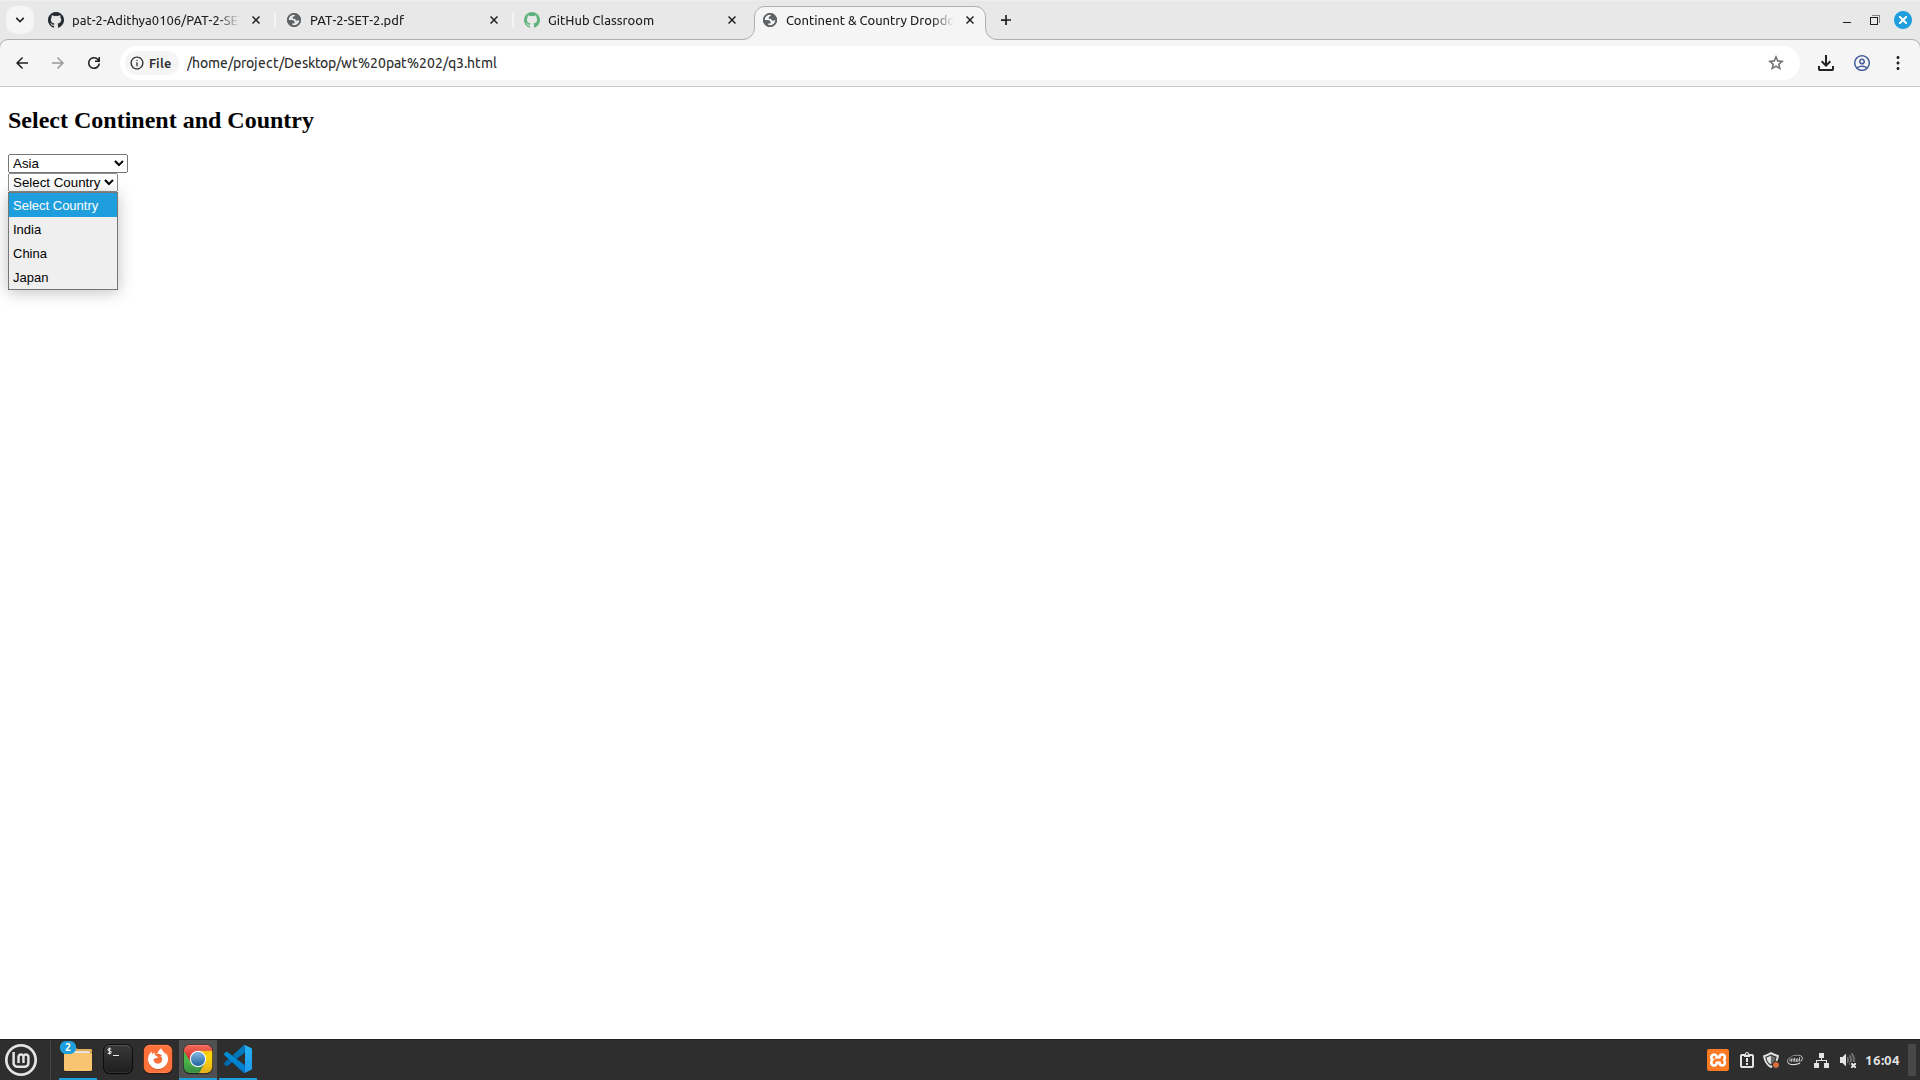 pat-2-Adithya0106/PAT-2-SE
PAT-2-SET-2.pdf
GitHub Classroom
Continent & Country Dropdo
File
/home/project/Desktop/wt%20pat%202/q3.html
Select Continent and Country
Asia
Select Country
Select Country
India
China
Japan
2
$_
16:04